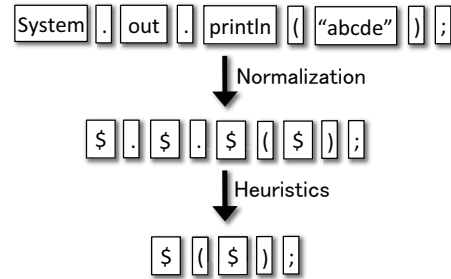 System . out . println ( “abcde” ) ;
Normalization
$ . $ . $ ( $ ) ;
Heuristics
$ ( $ ) ;